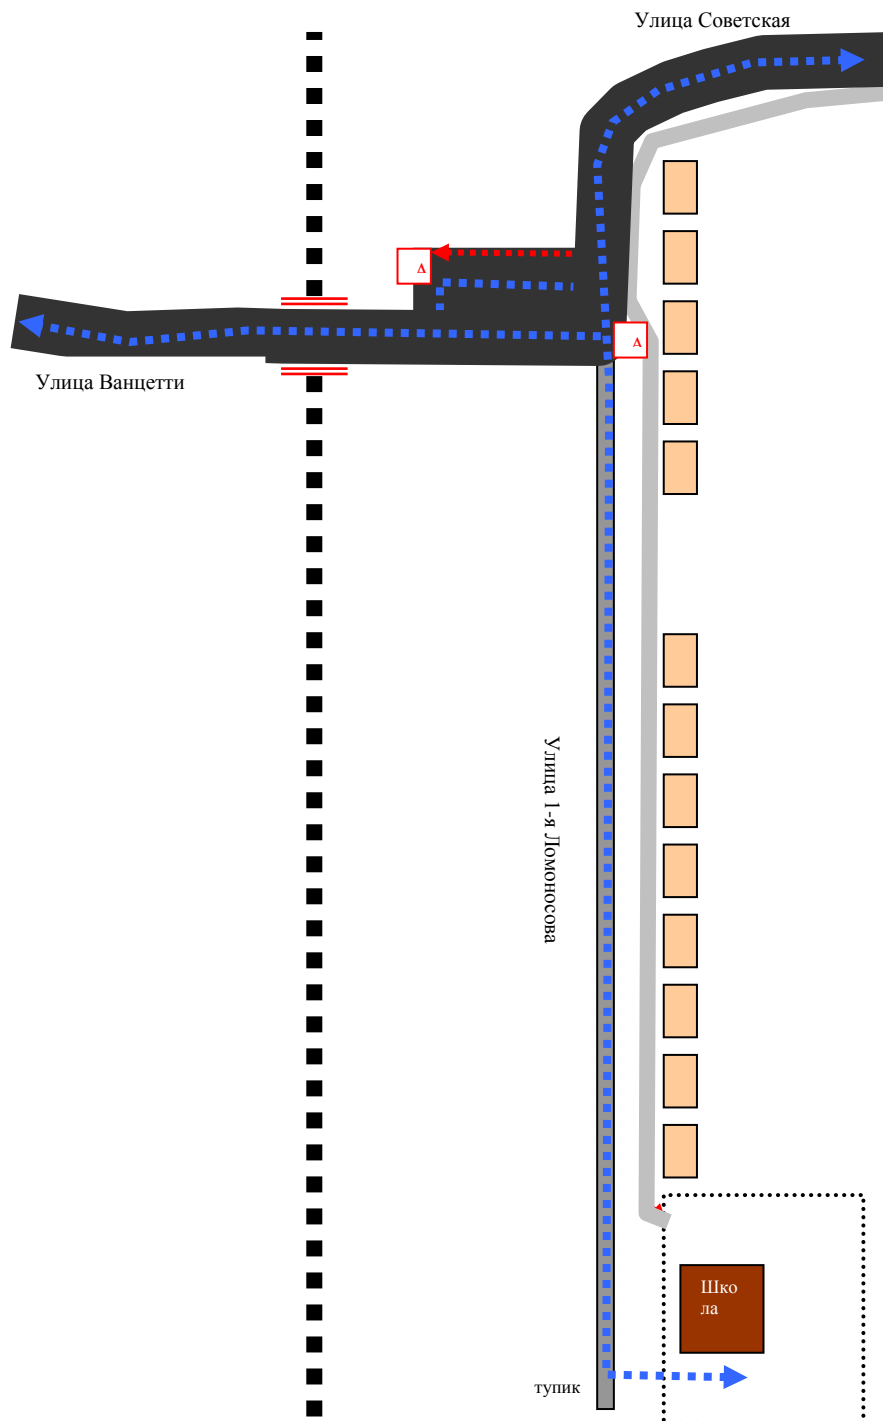 Улица Советская
А
А
Улица Ванцетти
Улица 1-я Ломоносова
Шко
ла
тупик